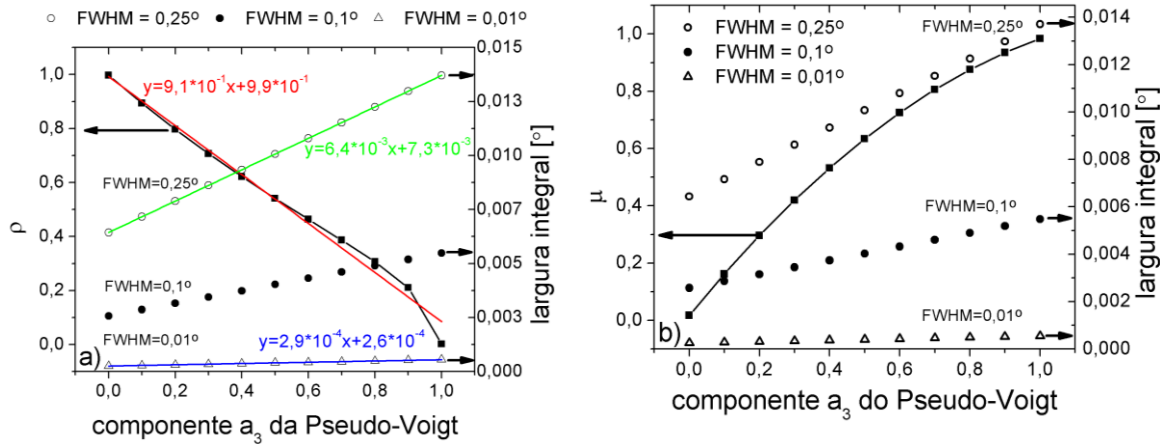 ○ FWHM = 0,25º ● FWHM = 0,1º △ FWHM = 0,01º
1,0
0,8
0,6
0,4
0,2
0,0
ρ
0,015
0,013
0,010
0,007
0,005
0,003
0,000
largura integral [°]
y=9,1*10⁻¹x+9,9*10⁻¹
y=6,4*10⁻³x+7,3*10⁻³
FWHM=0,25º
FWHM=0,1º
FWHM=0,01º
y=2,9*10⁻⁴x+2,6*10⁻⁴
a)
0,0 0,2 0,4 0,6 0,8 1,0
componente a₃ da Pseudo-Voigt
○ FWHM = 0,25º
● FWHM = 0,1º
△ FWHM = 0,01º
1,0
0,8
0,6
0,4
0,2
0,0
μ
0,014
0,012
0,010
0,008
0,006
0,004
0,002
0,000
largura integral [°]
FWHM=0,25º
FWHM=0,1º
FWHM=0,01º
b)
0,0 0,2 0,4 0,6 0,8 1,0
componente a₃ do Pseudo-Voigt